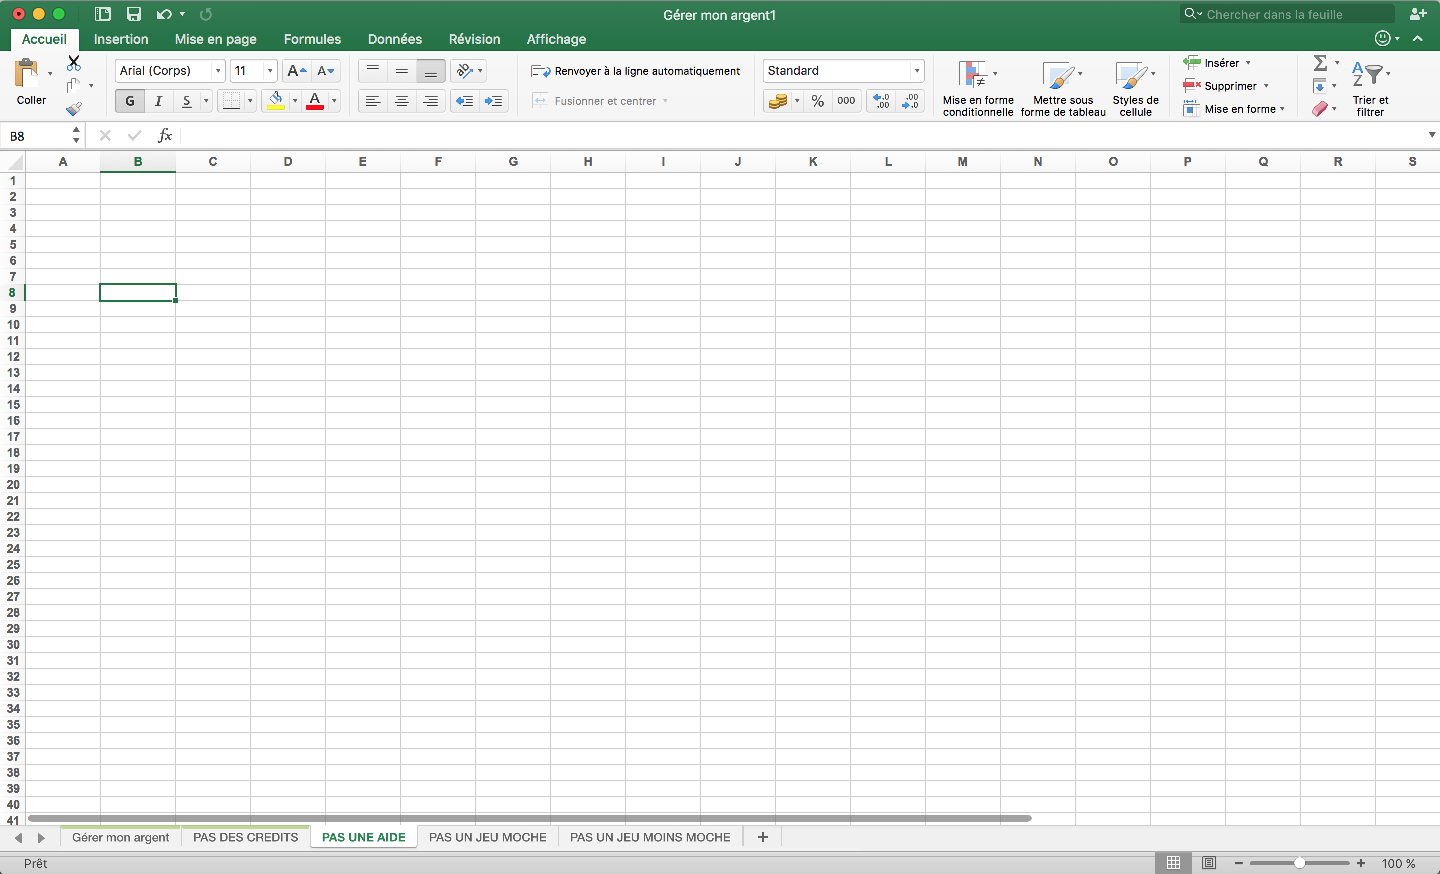 Gérer mon argent1
Chercher dans la feuille
Accueil Insertion Mise en page Formules Données Révision Affichage
Coller
Arial (Corps) 11 A A
G I S A
Renvoyer à la ligne automatiquement
Fusionner et centrer
Standard
% 000 ,0 ,00 ,00 ,0
Mise en forme conditionnelle
Mettre sous forme de tableau
Styles de cellule
Insérer
Supprimer
Mise en forme
Σ
A Z
Trier et filtrer
B8 fx
A B C D E F G H I J K L M N O P Q R S
1
2
3
4
5
6
7
8
9
10
11
12
13
14
15
16
17
18
19
20
21
22
23
24
25
26
27
28
29
30
31
32
33
34
35
36
37
38
39
40
41
Gérer mon argent PAS DES CREDITS PAS UNE AIDE PAS UN JEU MOCHE PAS UN JEU MOINS MOCHE +
Prêt 100 %